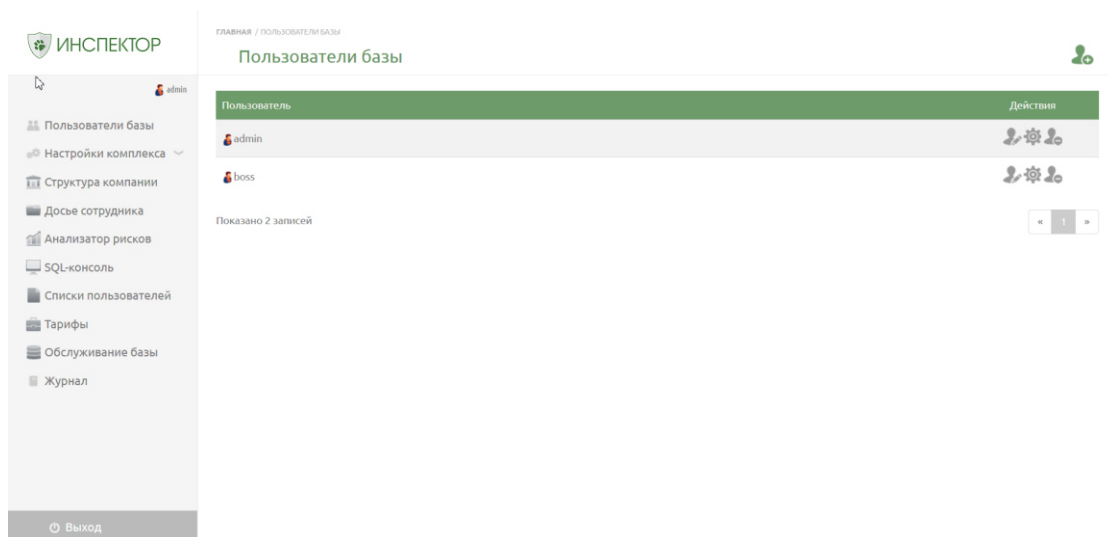 ИНСПЕКТОР
ГЛАВНАЯ / ПОЛЬЗОВАТЕЛИ БАЗЫ
Пользователи базы
admin
Пользователи базы
Настройки комплекса
Структура компании
Досье сотрудника
Анализатор рисков
SQL-консоль
Списки пользователей
Тарифы
Обслуживание базы
Журнал
Выход
Пользователь Действия
admin
boss
Показано 2 записей « 1 »